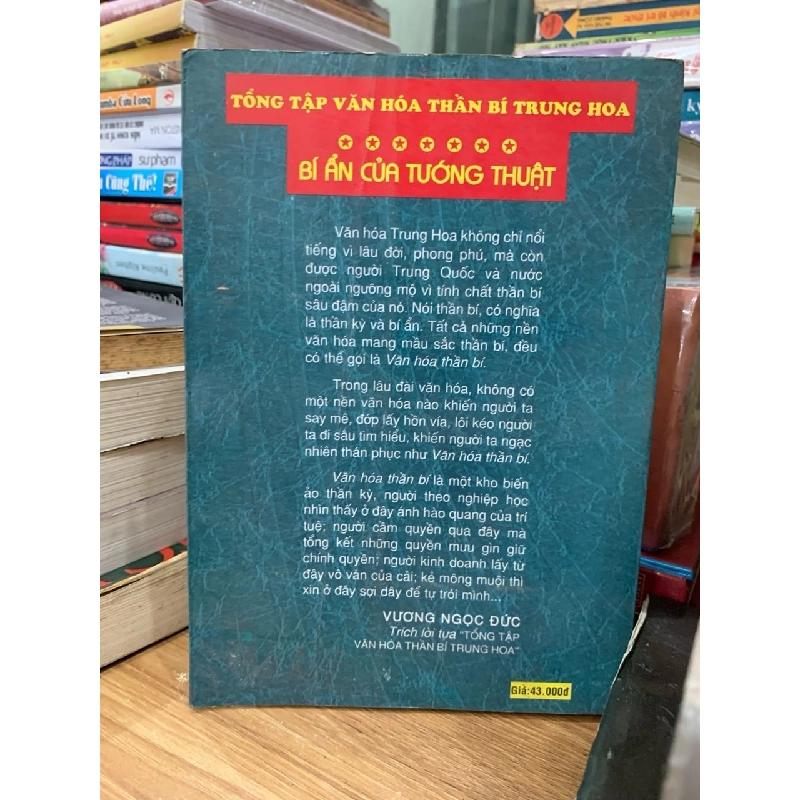 TỔNG TẬP VĂN HÓA THẦN BÍ TRUNG HOA
BÍ ẨN CỦA TƯỚNG THUẬT
Văn hóa Trung Hoa không chỉ nổi
tiếng vì lâu đời, phong phú, mà còn
được người Trung Quốc và nước
ngoài ngưỡng mộ vì tính chất thần bí
sâu đậm của nó. Nói thần bí, có nghĩa
là thần kỳ và bí ẩn. Tất cả những nền
văn hóa mang mầu sắc thần bí, đều
có thể gọi là Văn hóa thần bí.
Trong lâu đài văn hóa, không có
một nền văn hóa nào khiến người ta
say mê, đớp lấy hồn vía, lôi kéo người
ta đi sâu tìm hiểu, khiến người ta ngạc
nhiên thán phục như Văn hóa thần bí.
Văn hóa thần bí là một kho biến
ảo thần kỳ, người theo nghiệp học
nhìn thấy ở đây ánh hào quang của trí
tuệ; người cầm quyền qua đây mà
tổng kết những quyền mưu gìn giữ
chính quyền; người kinh doanh lấy từ
đây vô vàn của cải; kẻ mông muội thì
xin ở đây sợi dây để tự trói mình...
VƯƠNG NGỌC ĐỨC
Trích lời tựa "TỔNG TẬP
VĂN HÓA THẦN BÍ TRUNG HOA"
Giá:43.000đ
Cửu Long
sư phạm
Cũng Thế!